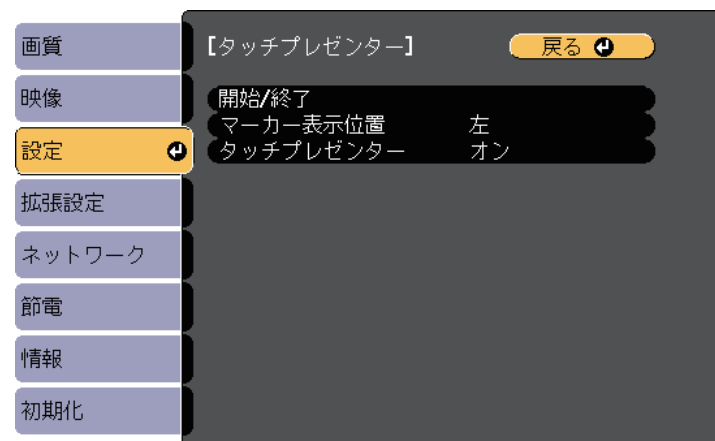 画質
映像
設定
拡張設定
ネットワーク
節電
情報
初期化
【タッチプレゼンター】 戻る
開始/終了
マーカー表示位置 左
タッチプレゼンター オン